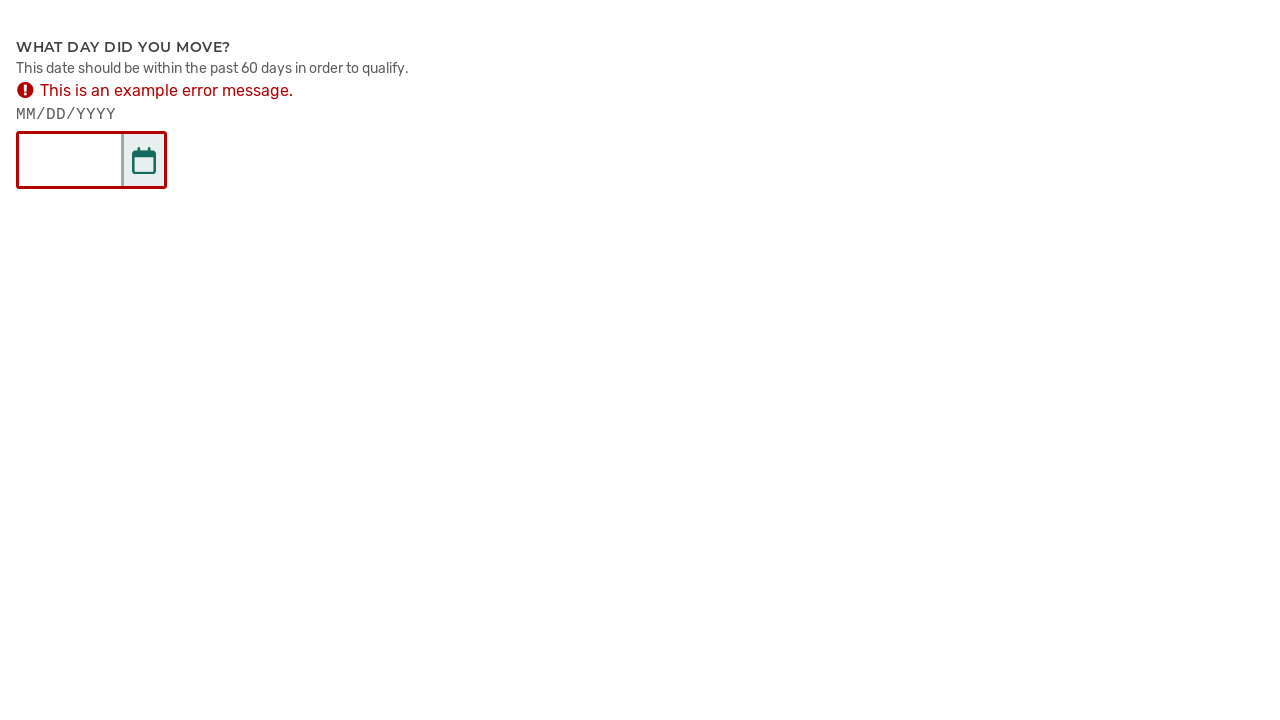 WHAT DAY DID YOU MOVE?
This date should be within the past 60 days in order to qualify.
This is an example error message.
MM/DD/YYYY